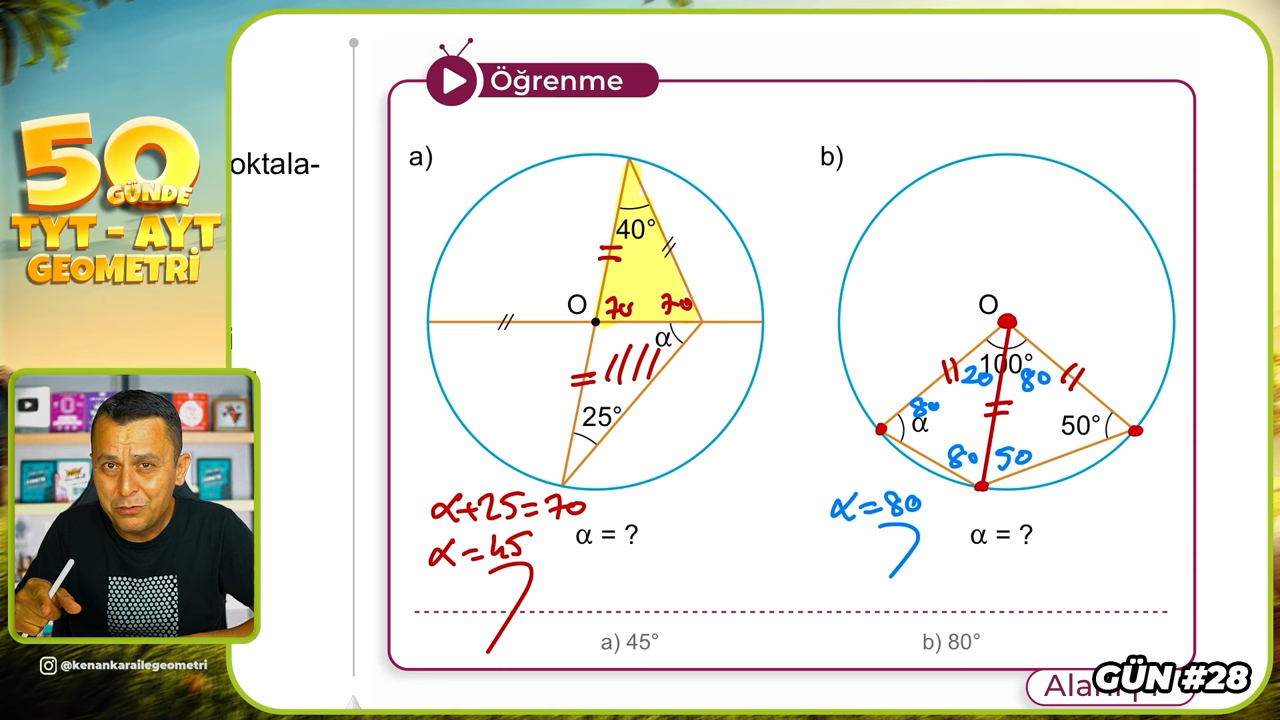 50
GÜNDE
TYT - AYT
GEOMETRİ
oktala-
Öğrenme
a)
40°
O
70
70
α
25°
α+25=70
α=45
α = ?
b)
O
100°
20
80
80
α
50°
80
50
α=80
α = ?
a) 45°
b) 80°
@kenankarailegeometri
GÜN #28